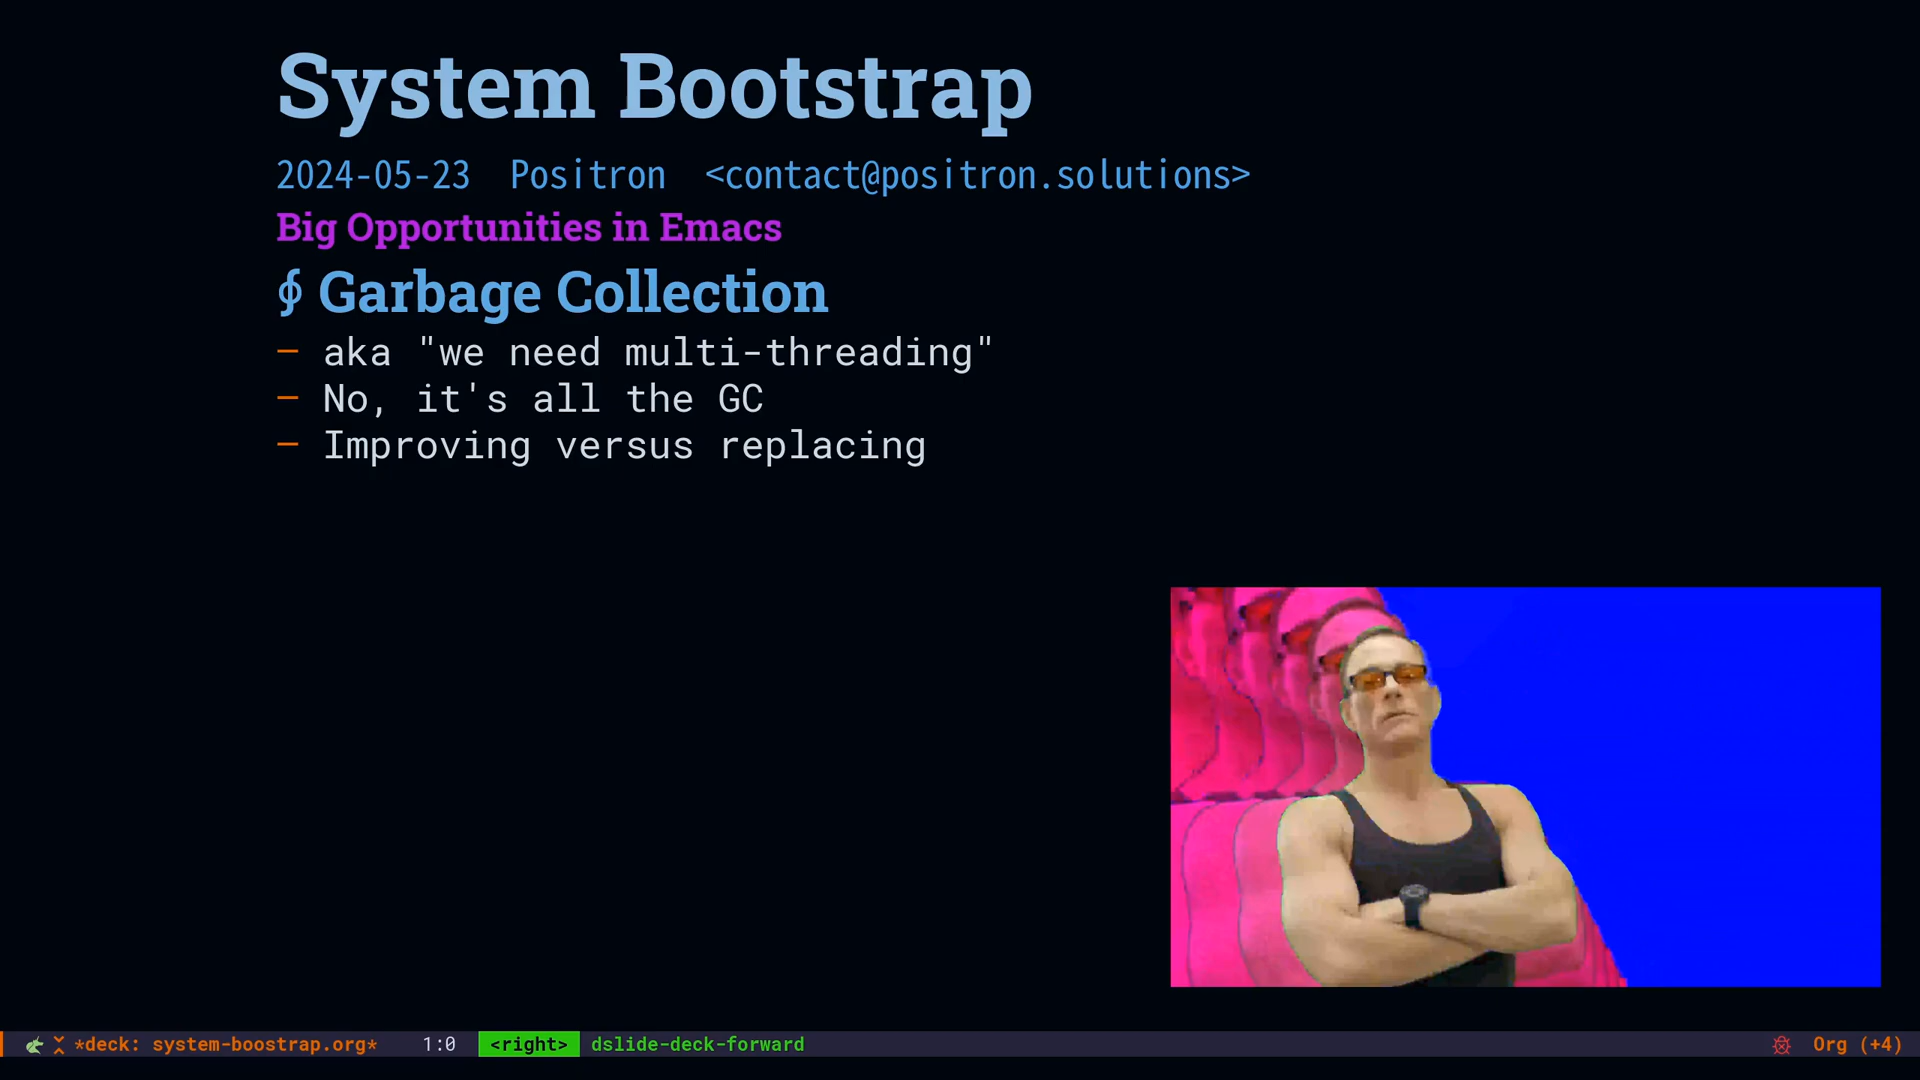 System Bootstrap
2024-05-23  Positron  <contact@positron.solutions>
Big Opportunities in Emacs
∮ Garbage Collection
— aka "we need multi-threading"
— No, it's all the GC
— Improving versus replacing
*deck: system-boostrap.org* 1:0 <right> dslide-deck-forward Org (+4)